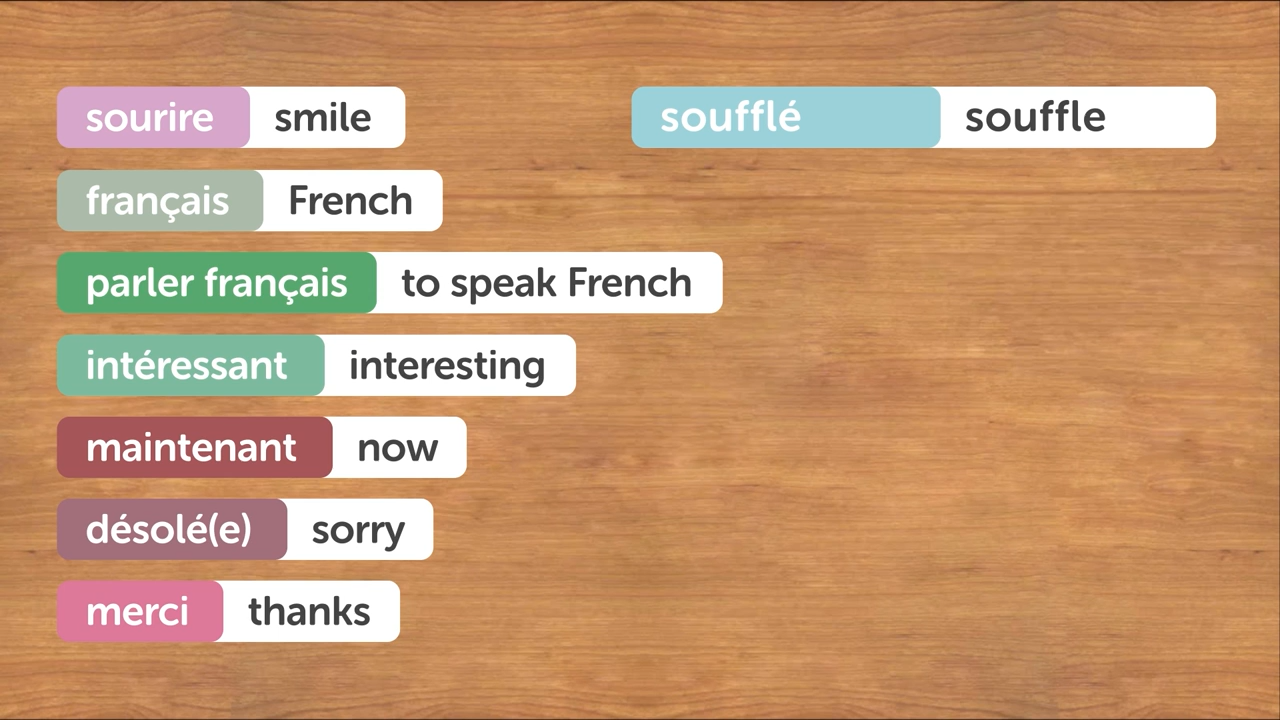 sourire smile
français French
parler français to speak French
intéressant interesting
maintenant now
désolé(e) sorry
merci thanks
soufflé souffle